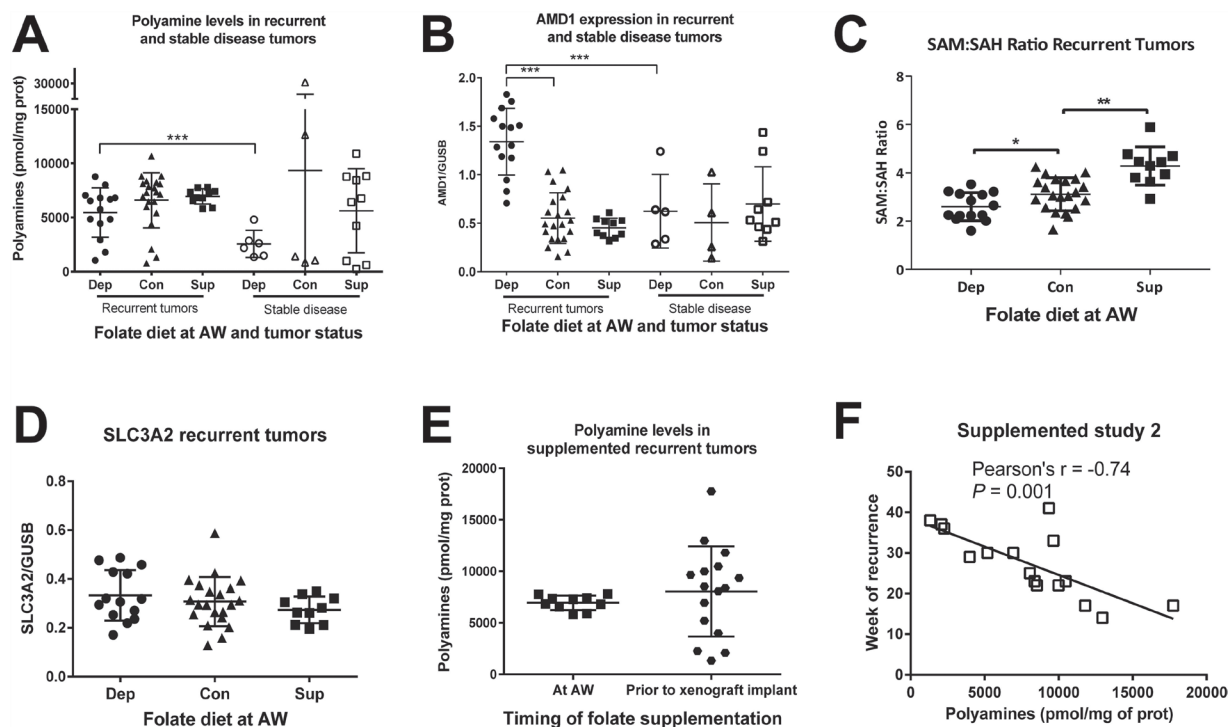 A
Polyamine levels in recurrent
and stable disease tumors
Polyamines (pmol/mg prot)
30000
15000
10000
5000
0
***
Dep
Con
Sup
Dep
Con
Sup
Recurrent tumors
Stable disease
Folate diet at AW and tumor status
B
AMD1 expression in recurrent
and stable disease tumors
AMD1/GUSB
2.0
1.5
1.0
0.5
0.0
***
***
Dep
Con
Sup
Dep
Con
Sup
Recurrent tumors
Stable disease
Folate diet at AW and tumor status
C
SAM:SAH Ratio Recurrent Tumors
SAM:SAH Ratio
8
6
4
2
0
*
**
Dep
Con
Sup
Folate diet at AW
D
SLC3A2 recurrent tumors
SLC3A2/GUSB
0.8
0.6
0.4
0.2
0.0
Dep
Con
Sup
Folate diet at AW
E
Polyamine levels in
supplemented recurrent tumors
Polyamines (pmol/mg prot)
20000
15000
10000
5000
0
At AW
Prior to xenograft implant
Timing of folate supplementation
F
Supplemented study 2
Pearson's r = -0.74
P = 0.001
Week of recurrence
50
40
30
20
10
0
0
5000
10000
15000
20000
Polyamines (pmol/mg of prot)